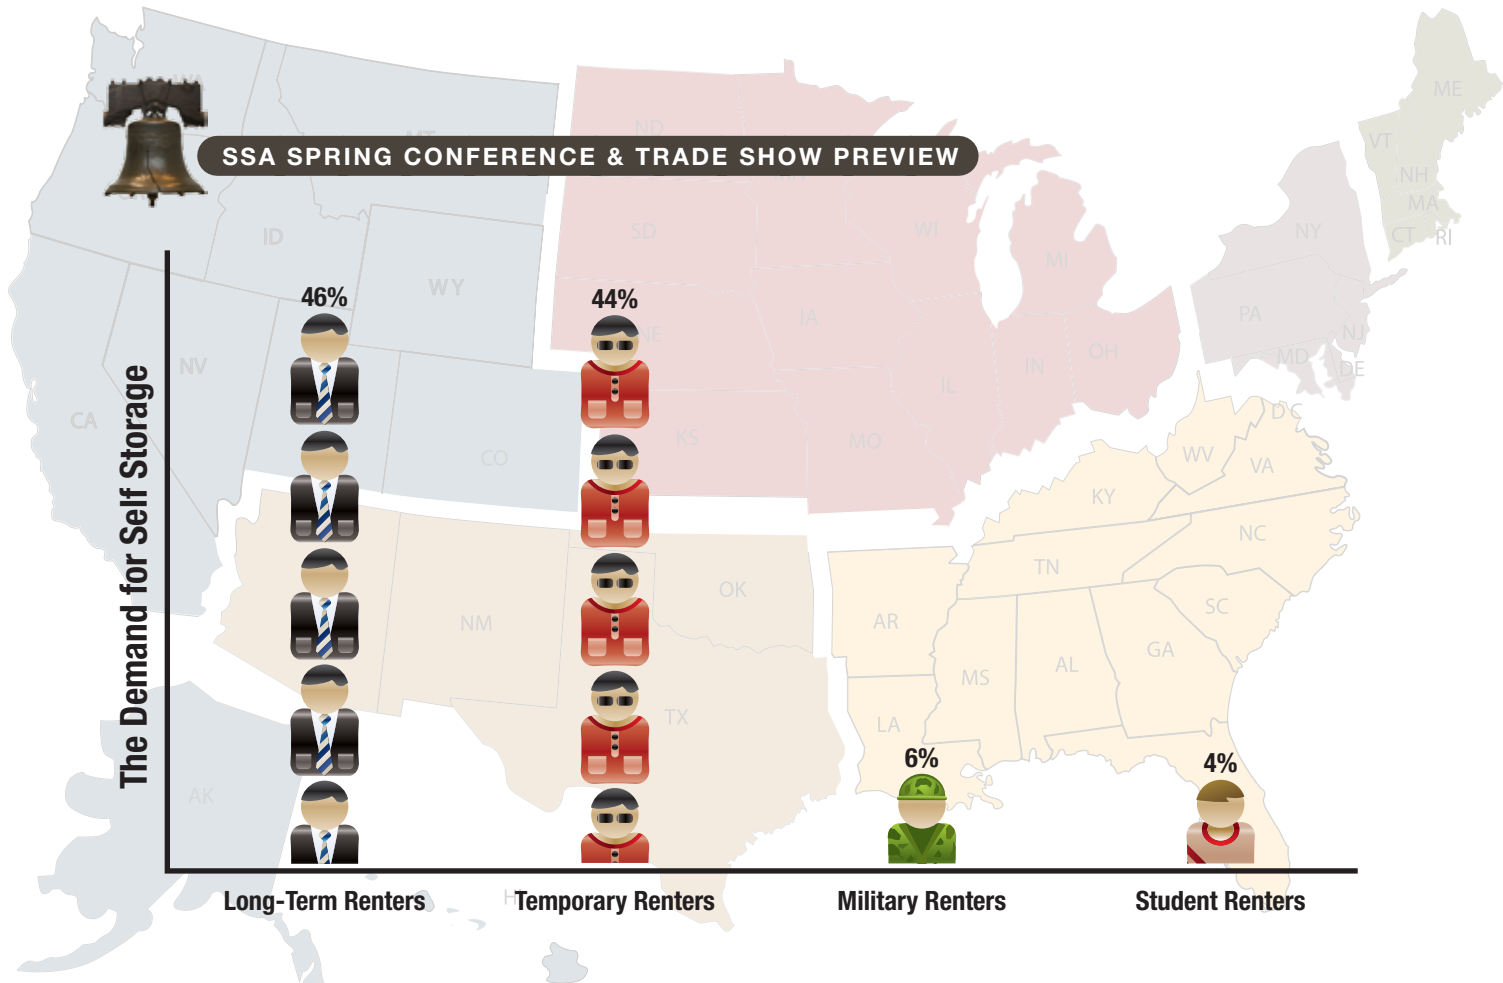 WA
MT
ND
ME
VT
SSA SPRING CONFERENCE & TRADE SHOW PREVIEW
NH
MA
CT
RI
ID
SD
WI
NY
MI
WY
46%
44%
NE
IA
PA
NJ
OH
MD
DE
NV
IN
IL
CA
DC
KS
MO
CO
WV
VA
KY
NC
TN
The Demand for Self Storage
OK
SC
NM
AR
GA
AL
MS
TX
LA
6%
4%
AK
Long-Term Renters
Temporary Renters
Military Renters
Student Renters